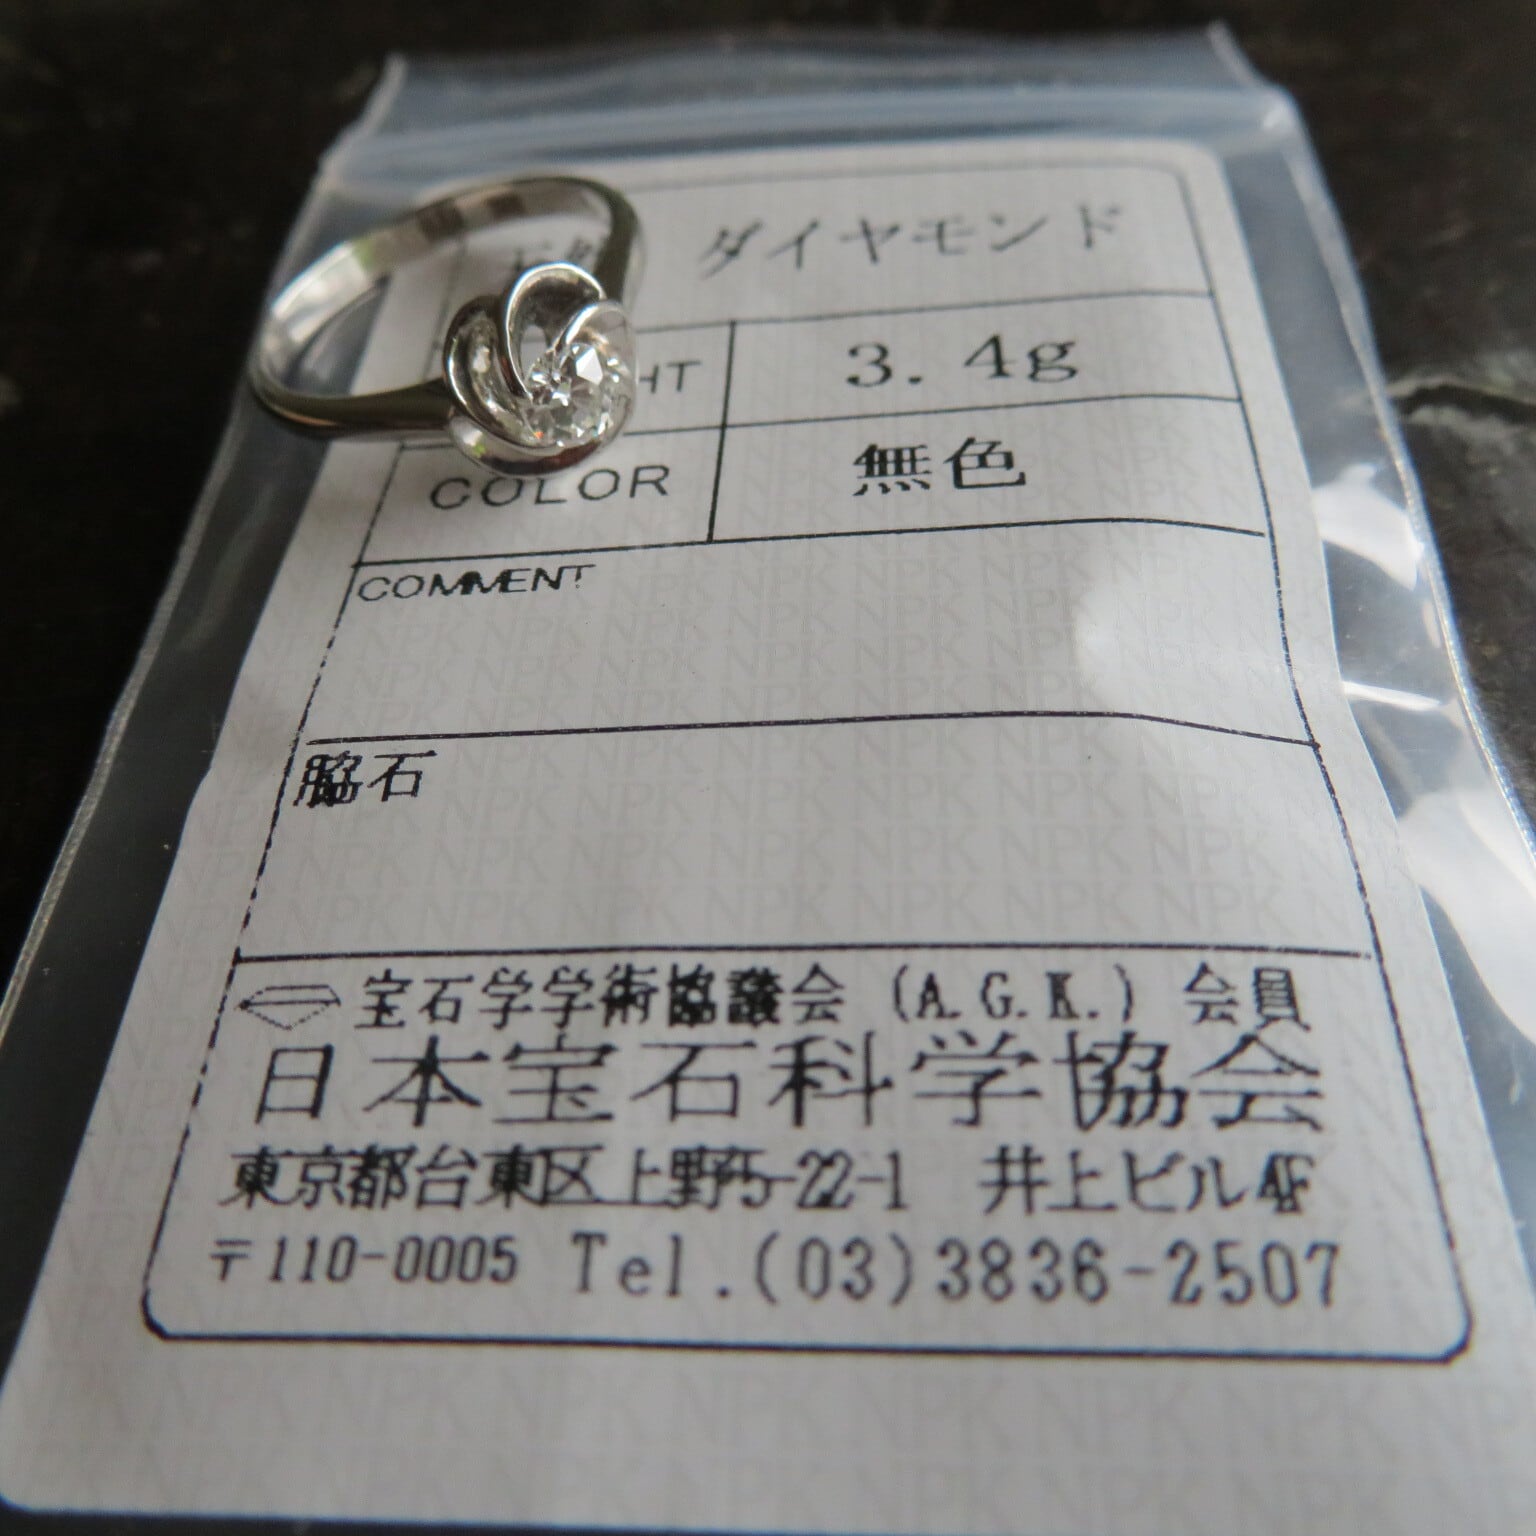 ダイヤモンド
HT 3.4g
COLOR 無色
COMMENT
脇石
宝石学学術協議会 (A.G.K.) 会員
日本宝石科学協会
東京都台東区上野5-22-1 井上ビル4F
〒110-0005 Tel.(03)3836-2507